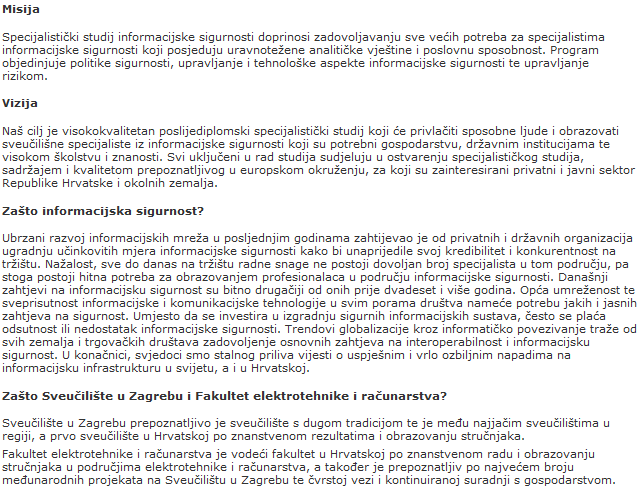 Misija
Specijalistički studij informacijske sigurnosti doprinosi zadovoljavanju sve većih potreba za specijalistima
informacijske sigurnosti koji posjeduju uravnotežene analitičke vještine i poslovnu sposobnost. Program
objedinjuje politike sigurnosti, upravljanje i tehnološke aspekte informacijske sigurnosti te upravljanje
rizikom.
Vizija
Naš cilj je visokokvalitetan poslijediplomski specijalistički studij koji će privlačiti sposobne ljude i obrazovati
sveučilišne specijaliste iz informacijske sigurnosti koji su potrebni gospodarstvu, državnim institucijama te
visokom školstvu i znanosti. Svi uključeni u rad studija sudjeluju u ostvarenju specijalističkog studija,
sadržajem i kvalitetom prepoznatljivog u europskom okruženju, za koji su zainteresirani privatni i javni sektor
Republike Hrvatske i okolnih zemalja.
Zašto informacijska sigurnost?
Ubrzani razvoj informacijskih mreža u posljednjim godinama zahtijevao je od privatnih i državnih organizacija
ugradnju učinkovitih mjera informacijske sigurnosti kako bi unaprijedile svoj kredibilitet i konkurentnost na
tržištu. Nažalost, sve do danas na tržištu radne snage ne postoji dovoljan broj specijalista u tom području, pa
stoga postoji hitna potreba za obrazovanjem profesionalaca u području informacijske sigurnosti. Današnji
zahtjevi na informacijsku sigurnost su bitno drugačiji od onih prije dvadeset i više godina. Opća umreženost te
sveprisutnost informacijske i komunikacijske tehnologije u svim porama društva nameće potrebu jakih i jasnih
zahtjeva na sigurnost. Umjesto da se investira u izgradnju sigurnih informacijskih sustava, često se plaća
odsutnost ili nedostatak informacijske sigurnosti. Trendovi globalizacije kroz informatičko povezivanje traže od
svih zemalja i trgovačkih društava zadovoljenje osnovnih zahtjeva na interoperabilnost i informacijsku
sigurnost. U konačnici, svjedoci smo stalnog priliva vijesti o uspješnim i vrlo ozbiljnim napadima na
informacijsku infrastrukturu u svijetu, a i u Hrvatskoj.
Zašto Sveučilište u Zagrebu i Fakultet elektrotehnike i računarstva?
Sveučilište u Zagrebu prepoznatljivo je sveučilište s dugom tradicijom te je među najjačim sveučilištima u
regiji, a prvo sveučilište u Hrvatskoj po znanstvenom rezultatima i obrazovanju stručnjaka.
Fakultet elektrotehnike i računarstva je vodeći fakultet u Hrvatskoj po znanstvenom radu i obrazovanju
stručnjaka u područjima elektrotehnike i računarstva, a također je prepoznatljiv po najvećem broju
međunarodnih projekata na Sveučilištu u Zagrebu te čvrstoj vezi i kontinuiranoj suradnji s gospodarstvom.